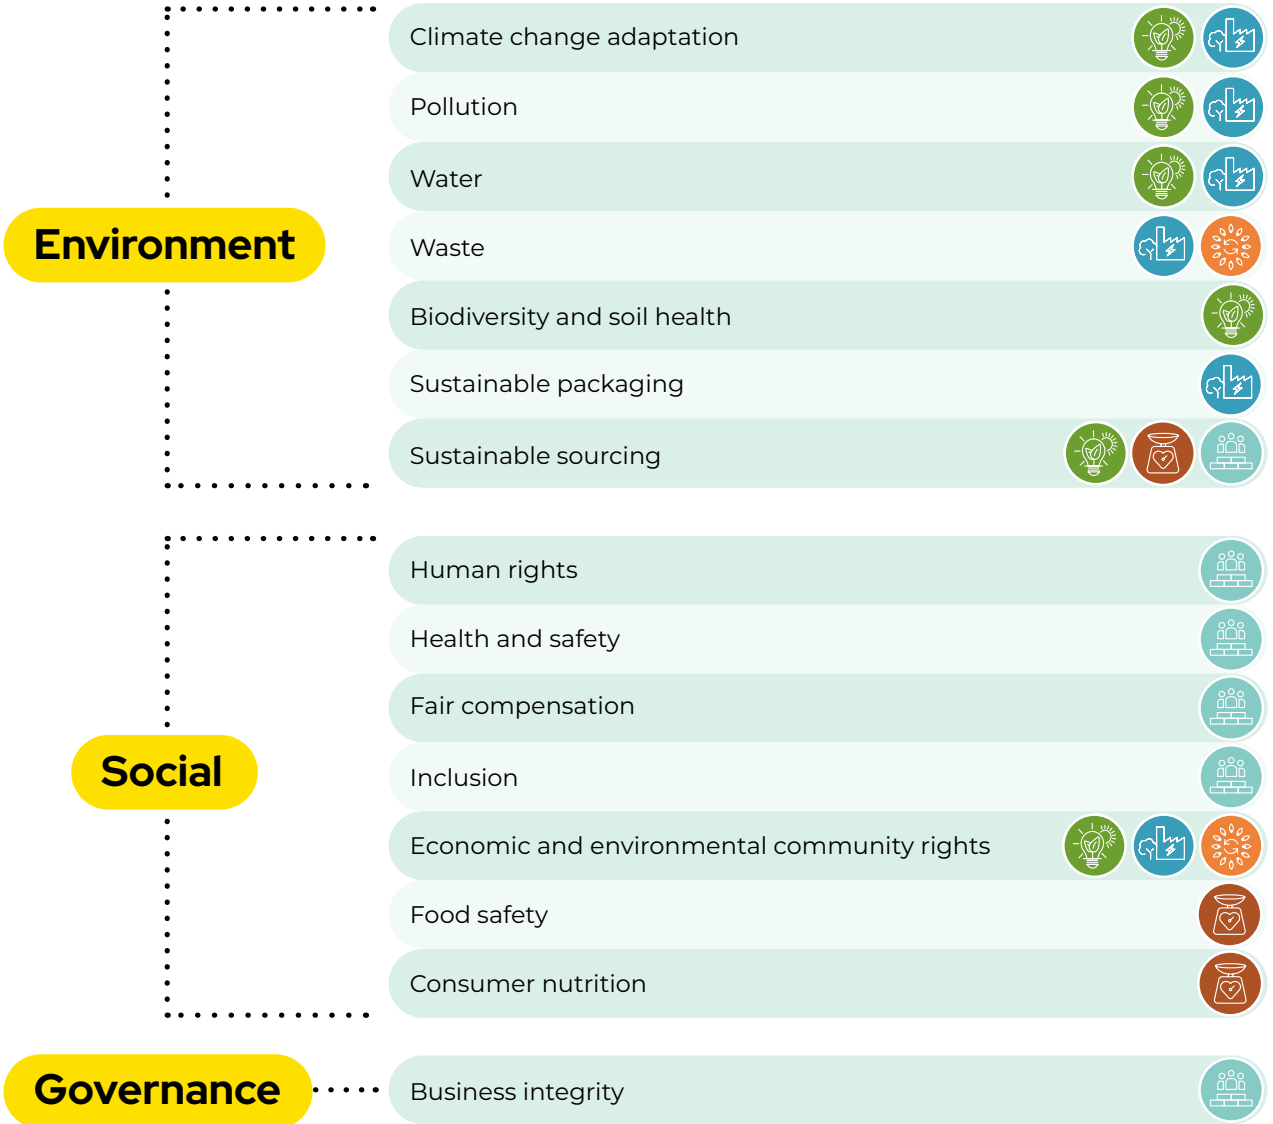 Environment
Climate change adaptation
Pollution
Water
Waste
Biodiversity and soil health
Sustainable packaging
Sustainable sourcing
Social
Human rights
Health and safety
Fair compensation
Inclusion
Economic and environmental community rights
Food safety
Consumer nutrition
Governance
Business integrity